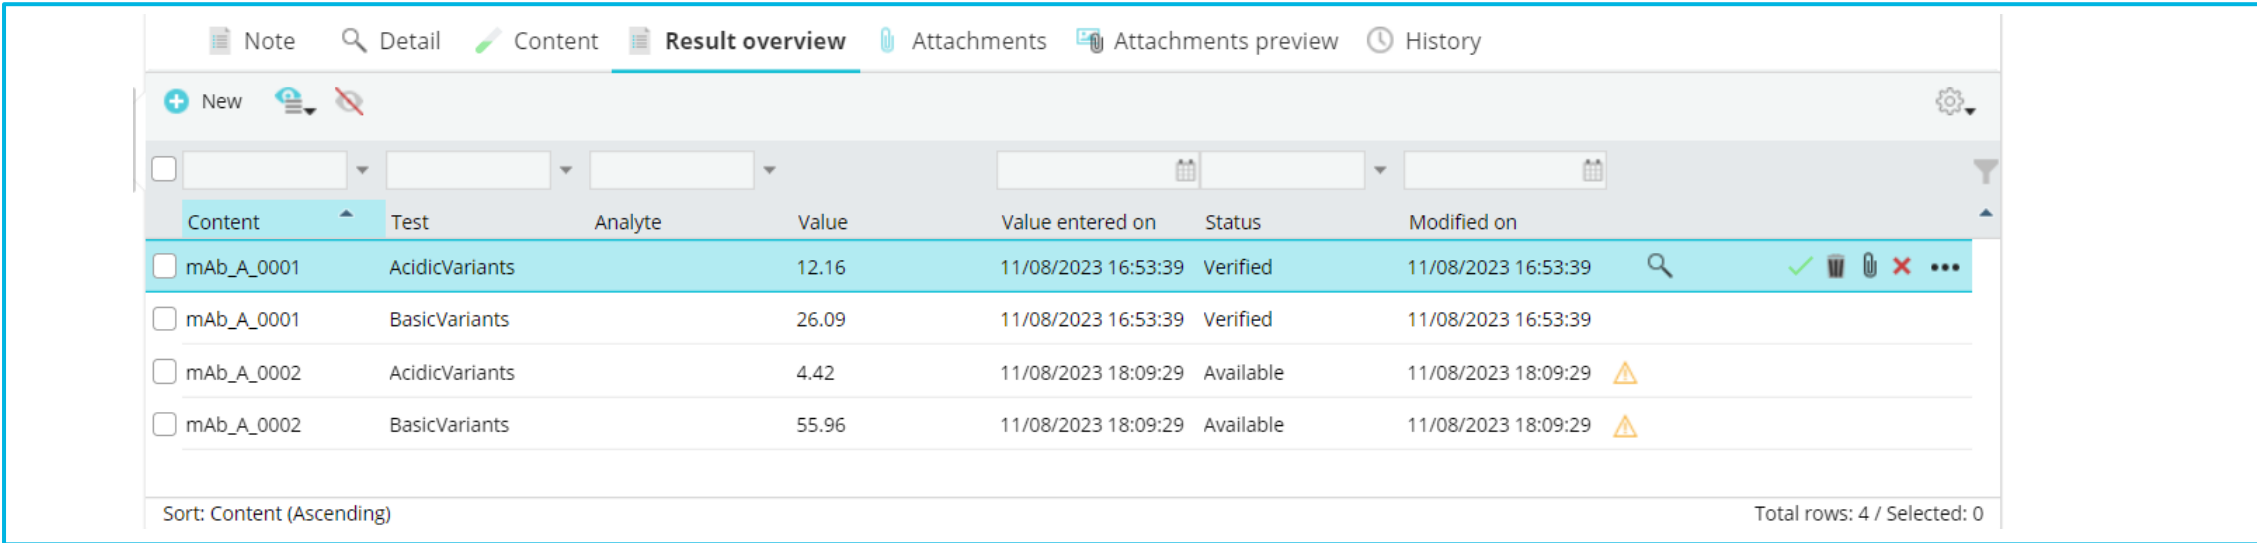 Note Detail Content Result overview Attachments Attachments preview History
New
Content Test Analyte Value Value entered on Status Modified on
mAb_A_0001 AcidicVariants 12.16 11/08/2023 16:53:39 Verified 11/08/2023 16:53:39
mAb_A_0001 BasicVariants 26.09 11/08/2023 16:53:39 Verified 11/08/2023 16:53:39
mAb_A_0002 AcidicVariants 4.42 11/08/2023 18:09:29 Available 11/08/2023 18:09:29
mAb_A_0002 BasicVariants 55.96 11/08/2023 18:09:29 Available 11/08/2023 18:09:29
Sort: Content (Ascending) Total rows: 4 / Selected: 0